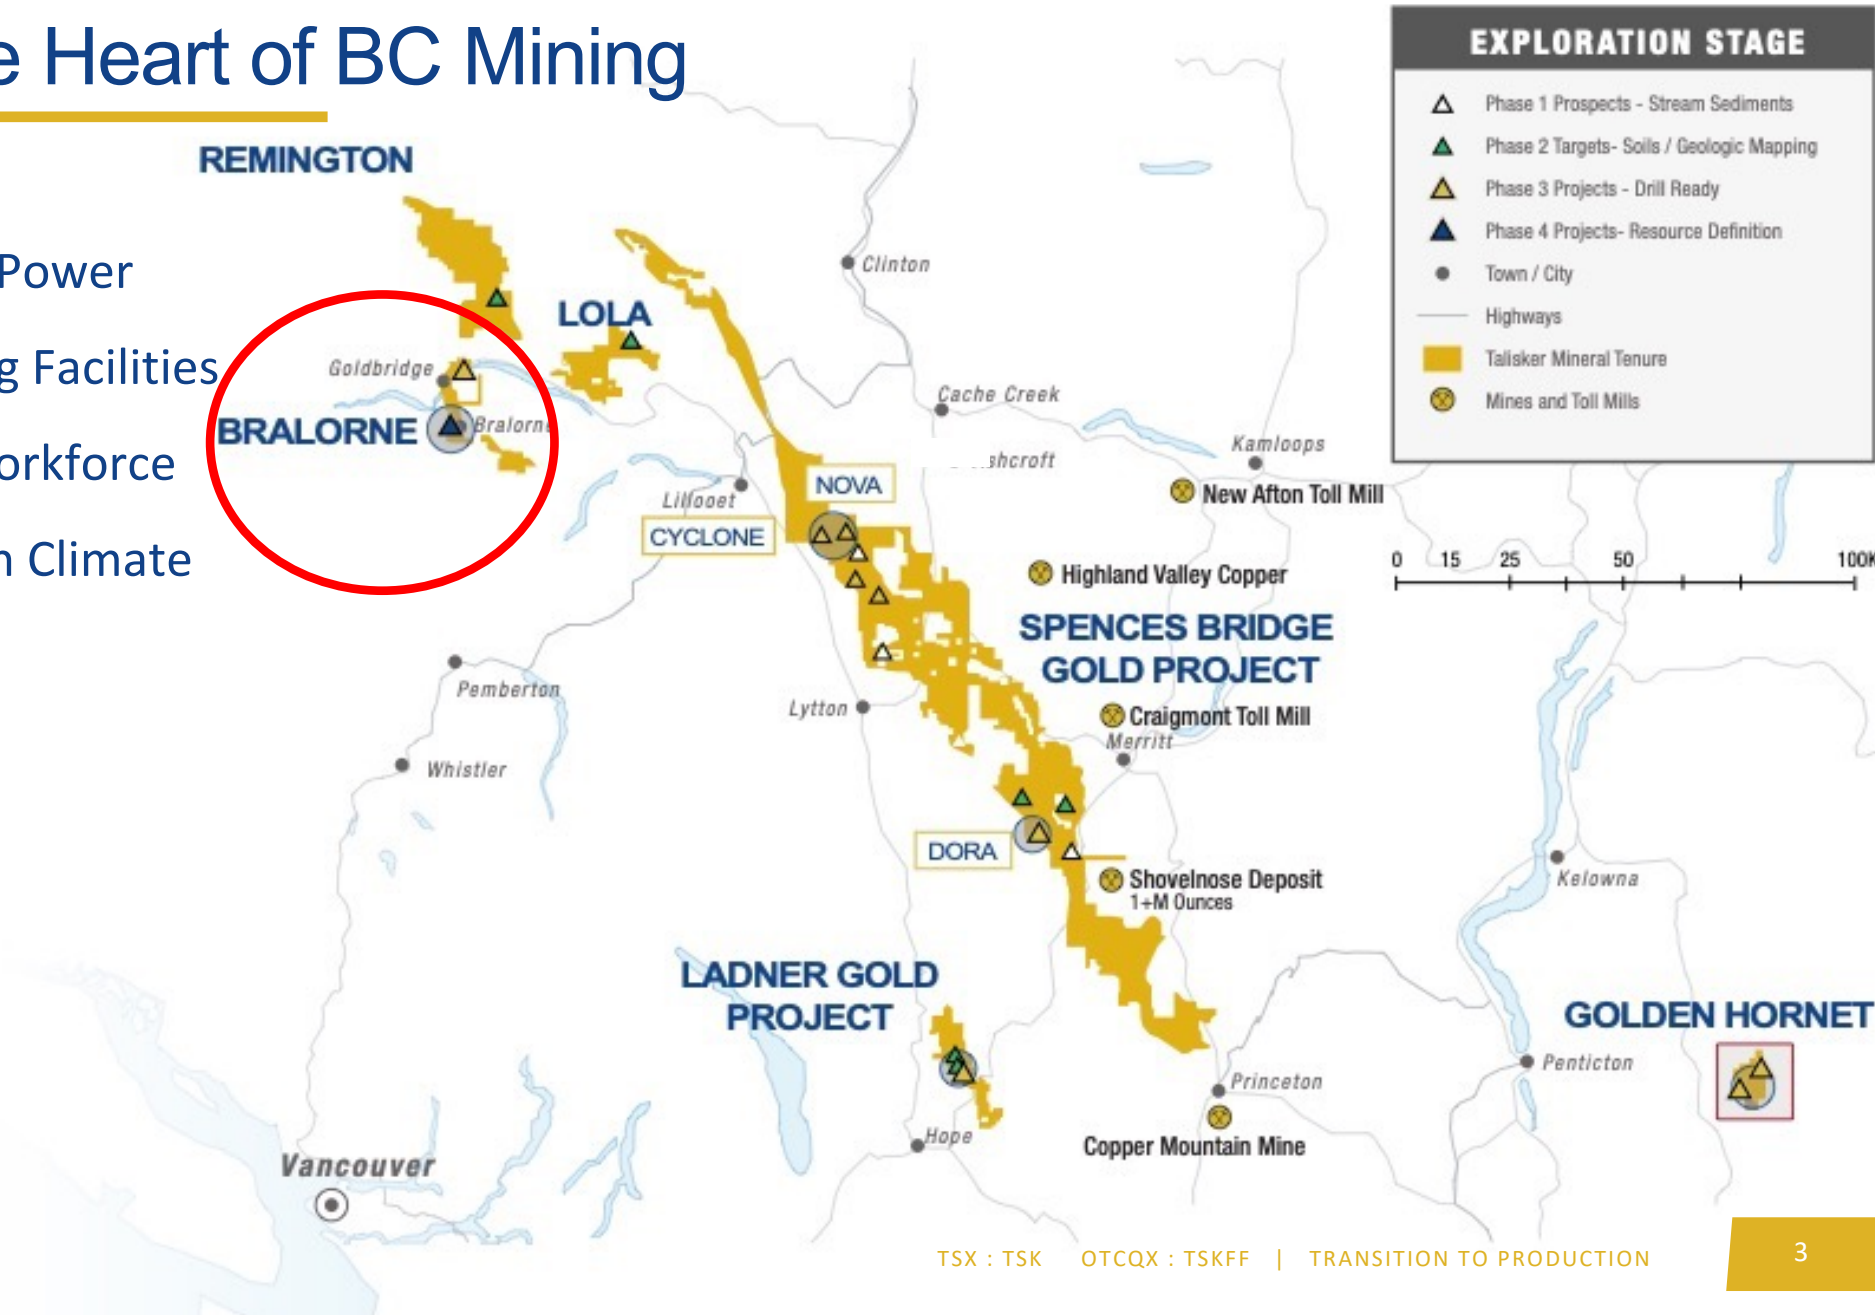 e Heart of BC Mining
Power
g Facilities
orkforce
n Climate
EXPLORATION STAGE
Phase 1 Prospects - Stream Sediments
Phase 2 Targets- Soils / Geologic Mapping
Phase 3 Projects - Drill Ready
Phase 4 Projects- Resource Definition
Town / City
Highways
Talisker Mineral Tenure
Mines and Toll Mills
0 15 25 50 100K
REMINGTON
LOLA
Clinton
Goldbridge
BRALORNE
Bralorn
Cache Creek
shcroft
Kamloops
New Afton Toll Mill
Lillooet
NOVA
CYCLONE
Highland Valley Copper
SPENCES BRIDGE
GOLD PROJECT
Pemberton
Lytton
Craigmont Toll Mill
Merritt
Whistler
DORA
Shovelnose Deposit
1+M Ounces
Kelowna
LADNER GOLD
PROJECT
GOLDEN HORNET
Penticton
Princeton
Hope
Copper Mountain Mine
Vancouver
TSX : TSK OTCQX : TSKFF | TRANSITION TO PRODUCTION
3